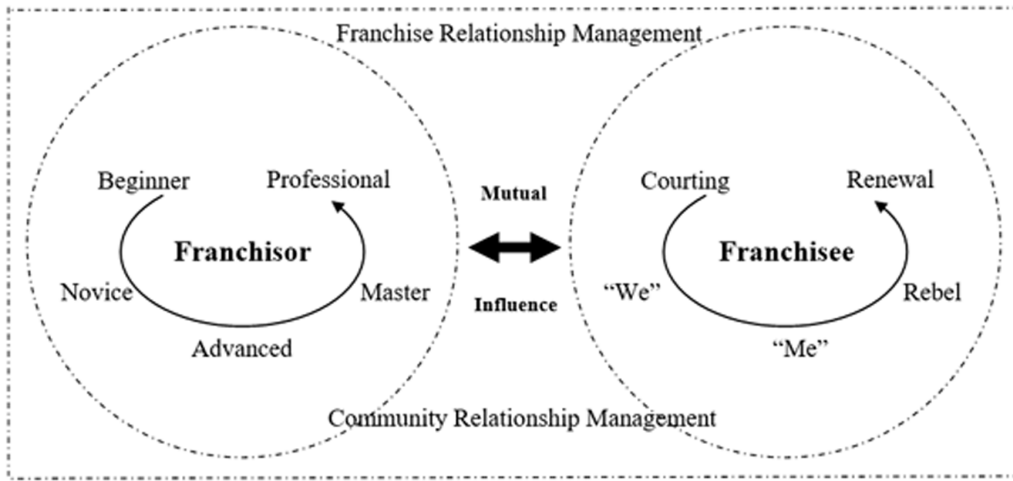 Franchise Relationship Management
Beginner
Professional
Franchisor
Novice
Master
Advanced
Mutual
Influence
Courting
Renewal
Franchisee
“We”
Rebel
“Me”
Community Relationship Management